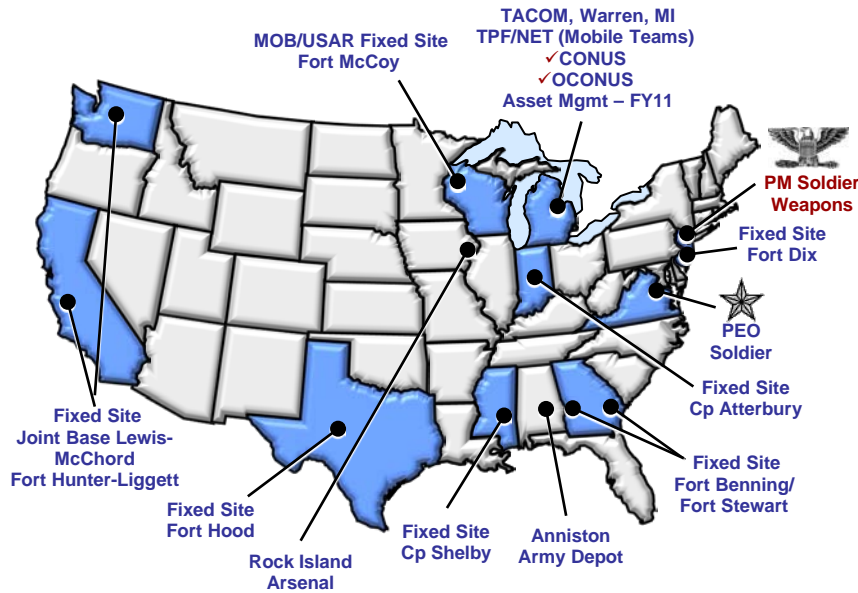 TACOM, Warren, MI
TPF/NET (Mobile Teams)
✓CONUS
✓OCONUS
Asset Mgmt – FY11
MOB/USAR Fixed Site
Fort McCoy
PM Soldier
Weapons
Fixed Site
Fort Dix
PEO
Soldier
Fixed Site
Cp Atterbury
Fixed Site
Joint Base Lewis-
McChord
Fort Hunter-Liggett
Fixed Site
Fort Hood
Rock Island
Arsenal
Fixed Site
Cp Shelby
Anniston
Army Depot
Fixed Site
Fort Benning/
Fort Stewart